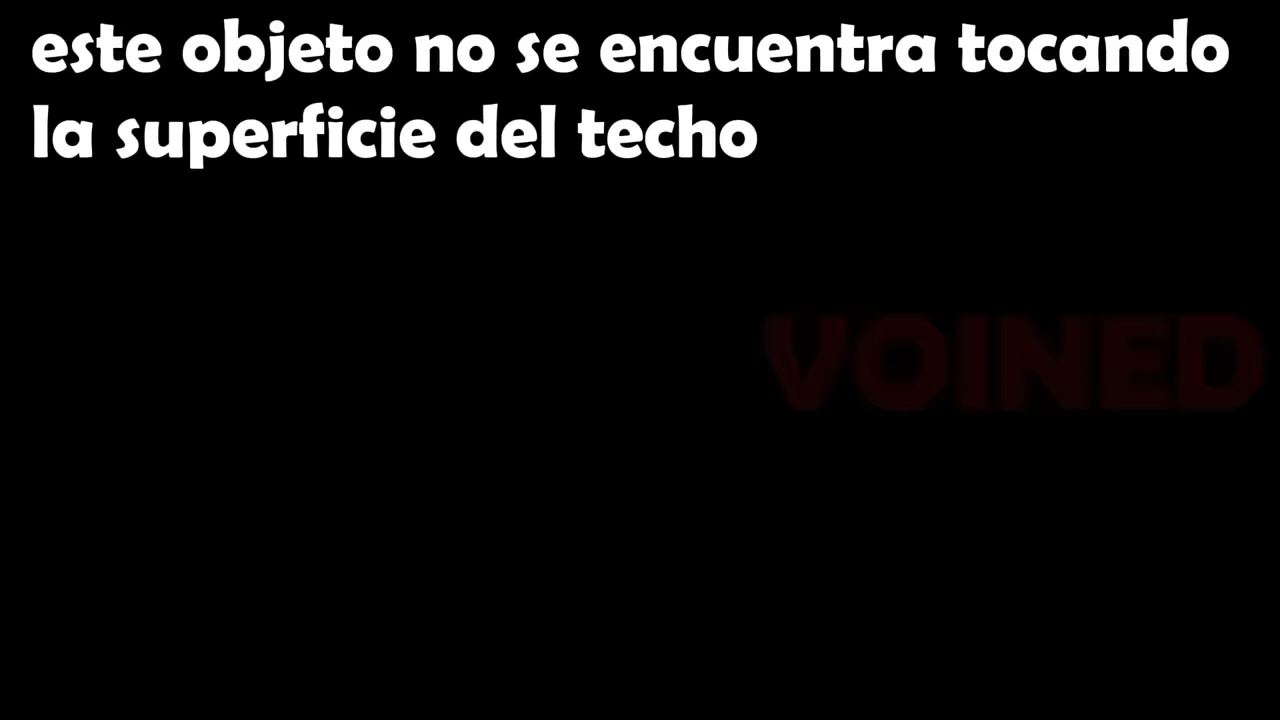 este objeto no se encuentra tocando
la superficie del techo
VOINED